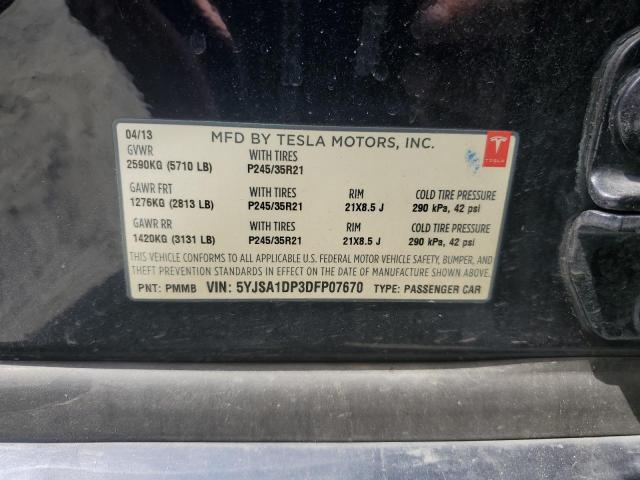 04/13 MFD BY TESLA MOTORS, INC.
GVWR WITH TIRES TESLA
2590KG (5710 LB) P245/35R21
GAWR FRT WITH TIRES RIM COLD TIRE PRESSURE
1276KG (2813 LB) P245/35R21 21X8.5 J 290 kPa, 42 psi
GAWR RR WITH TIRES RIM COLD TIRE PRESSURE
1420KG (3131 LB) P245/35R21 21X8.5 J 290 kPa, 42 psi
THIS VEHICLE CONFORMS TO ALL APPLICABLE U.S. FEDERAL MOTOR VEHICLE SAFETY, BUMPER, AND
THEFT PREVENTION STANDARDS IN EFFECT ON THE DATE OF MANUFACTURE SHOWN ABOVE.
PNT: PMMB VIN: 5YJSA1DP3DFP07670 TYPE: PASSENGER CAR